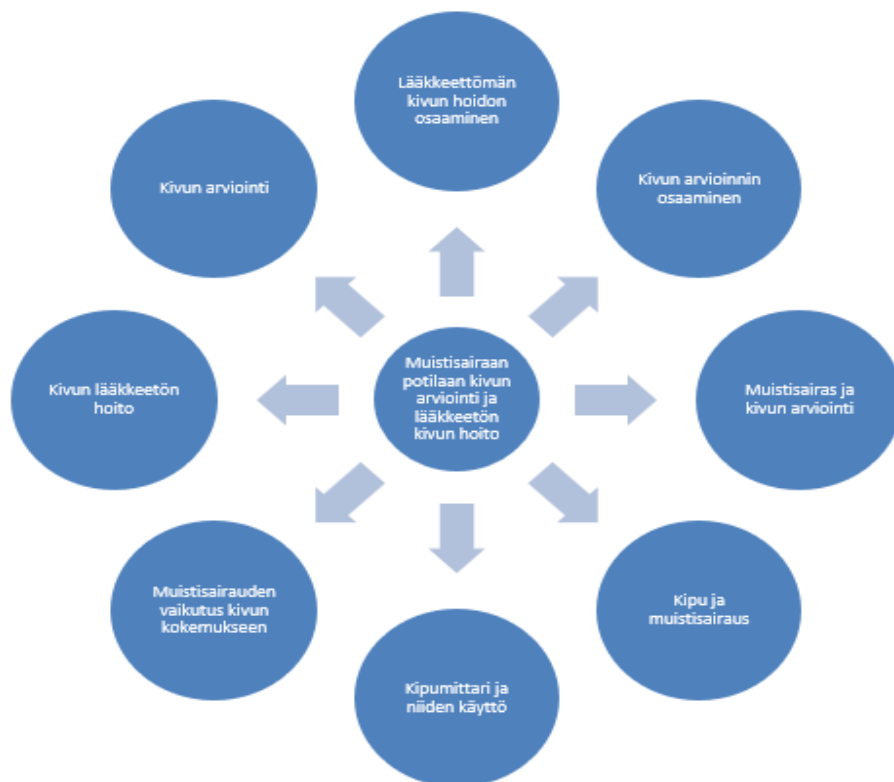 Lääkkeettömän
kivun hoidon
osaaminen
Kivun arviointi
Kivun arvioinnin
osaaminen
Kivun lääkkeetön
hoito
Muistisairaan
potilaan kivun
arviointi ja
lääkkeetön
kivun hoito
Muistisairas ja
kivun arviointi
Muistisairauden
vaikutus kivun
kokemukseen
Kipu ja
muistisairaus
Kipumittari ja
niiden käyttö